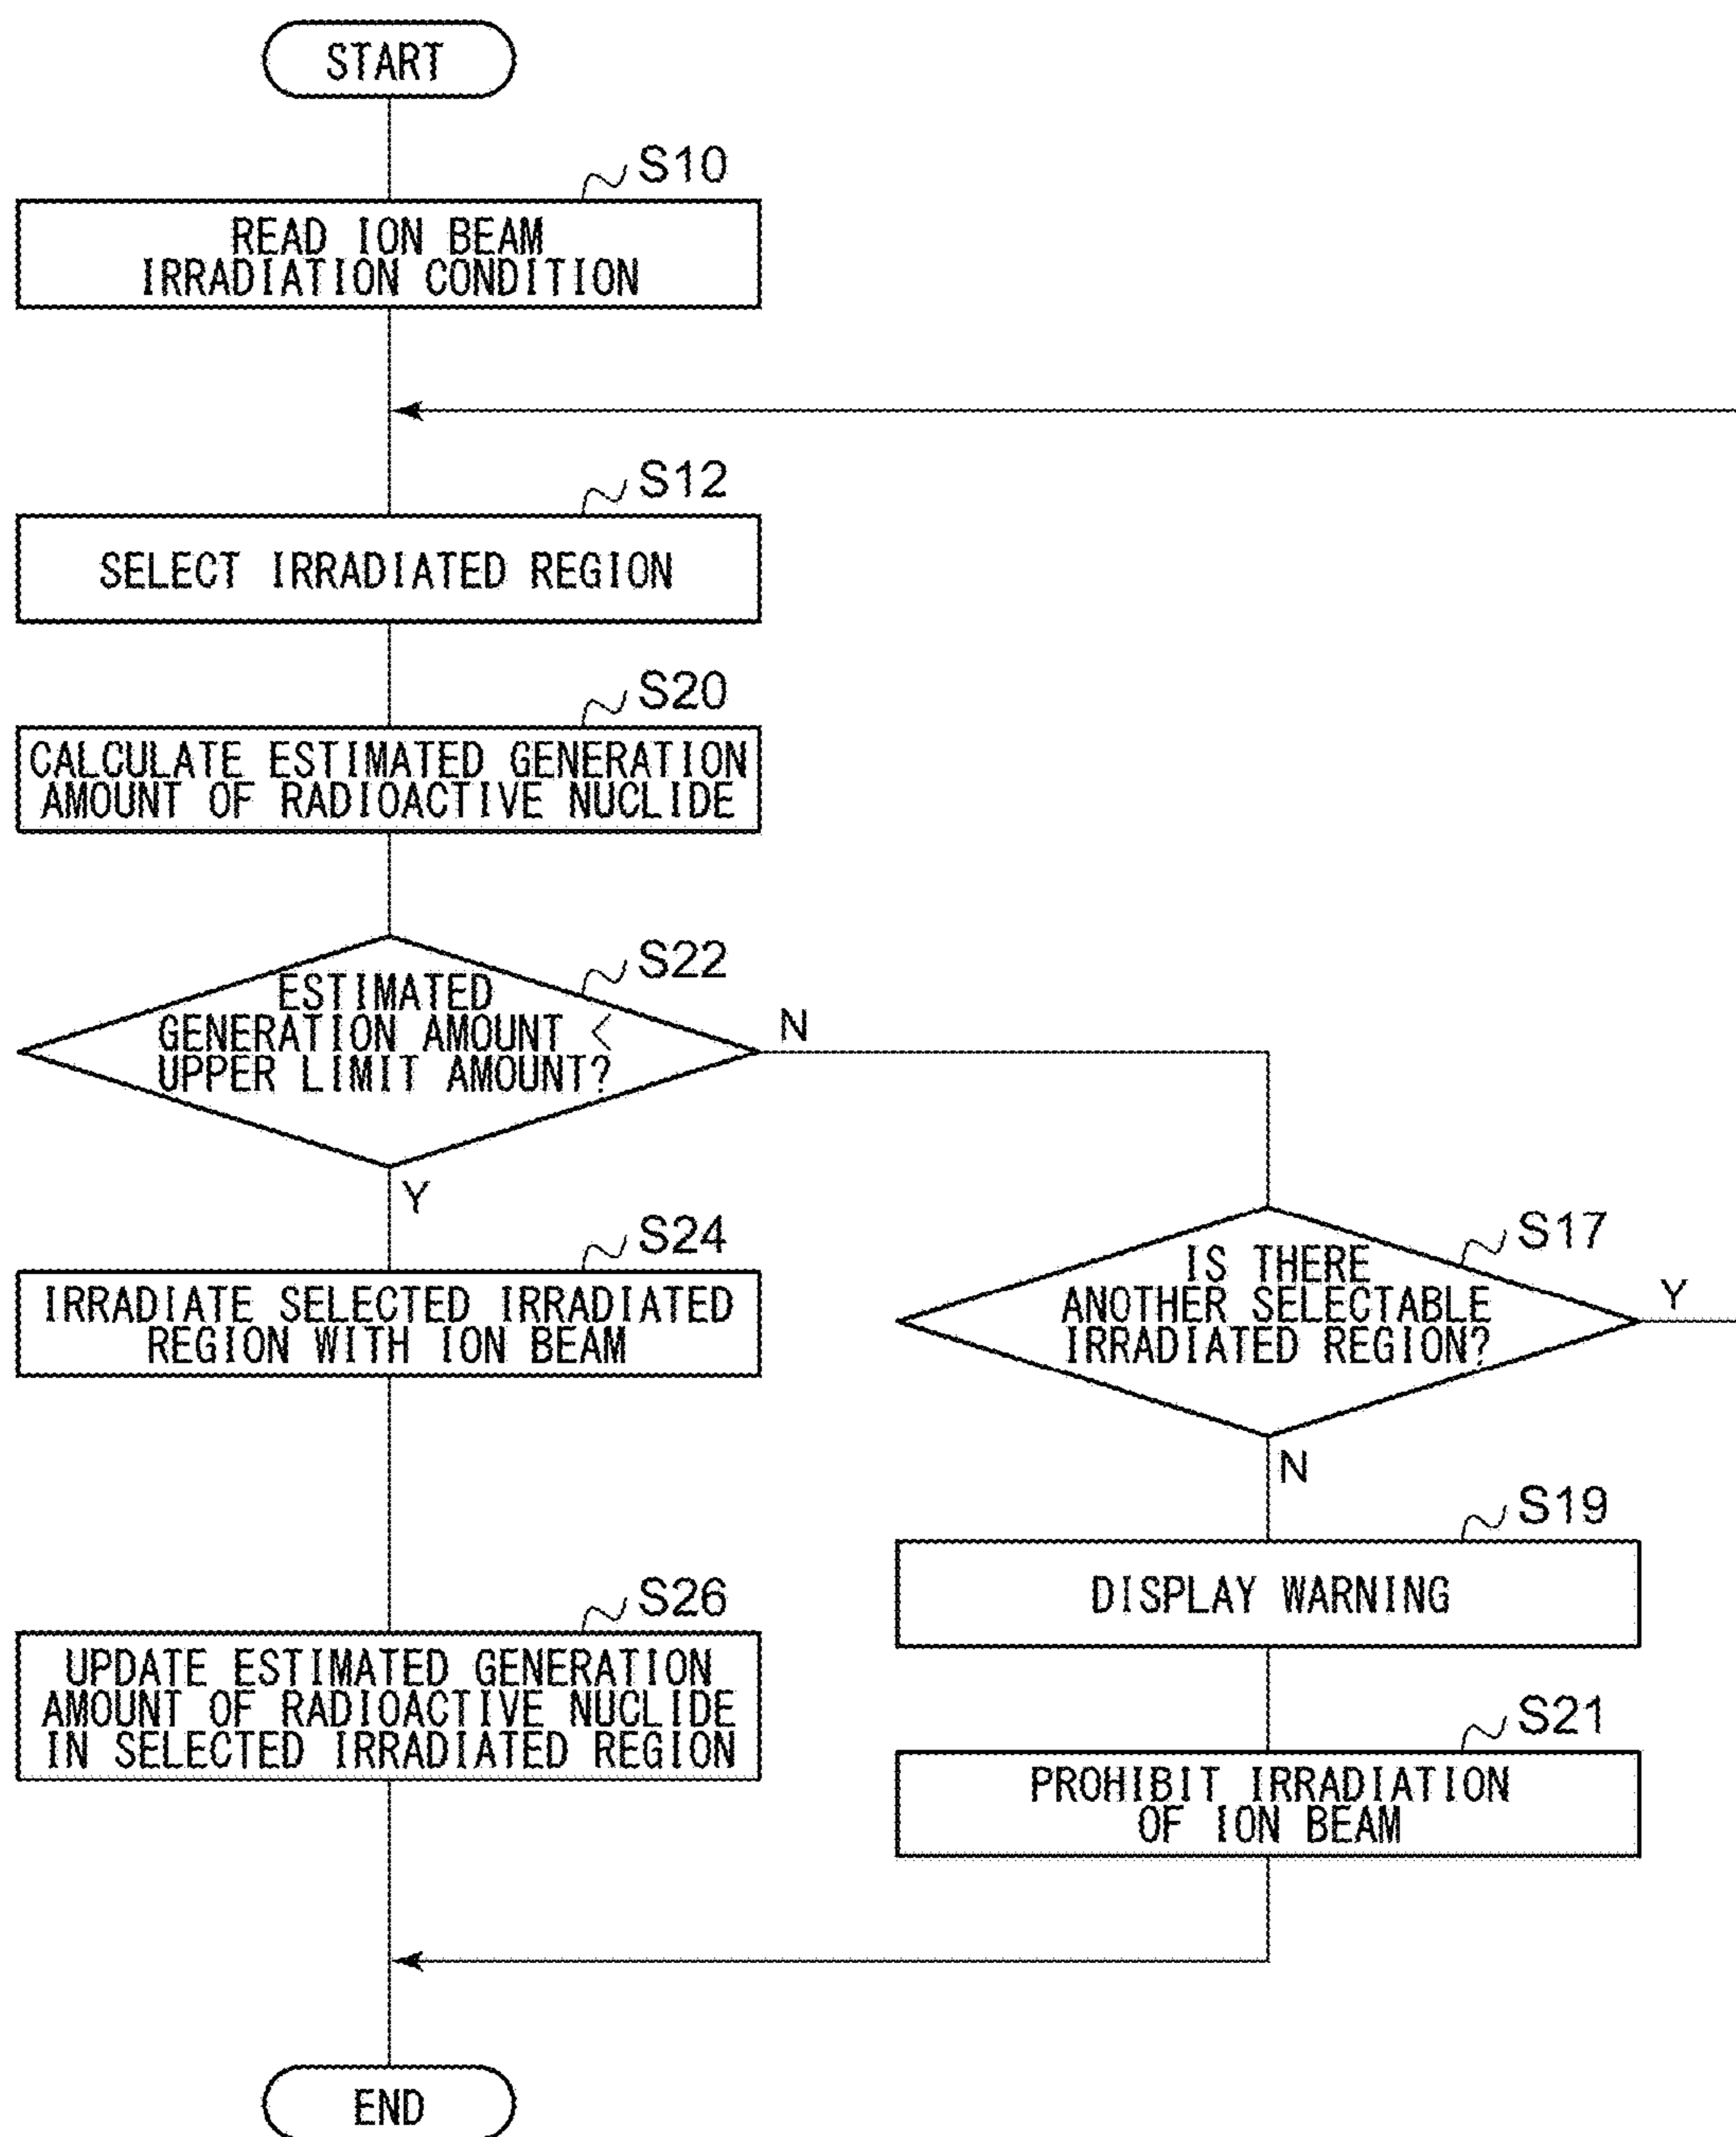 START
S10
READ ION BEAM
IRRADIATION CONDITION
S12
SELECT IRRADIATED REGION
S20
CALCULATE ESTIMATED GENERATION
AMOUNT OF RADIOACTIVE NUCLIDE
S22
ESTIMATED
GENERATION AMOUNT <
UPPER LIMIT AMOUNT?
N
Y
S24
IRRADIATE SELECTED IRRADIATED
REGION WITH ION BEAM
S17
IS THERE
ANOTHER SELECTABLE
IRRADIATED REGION?
Y
N
S19
DISPLAY WARNING
S26
UPDATE ESTIMATED GENERATION
AMOUNT OF RADIOACTIVE NUCLIDE
IN SELECTED IRRADIATED REGION
S21
PROHIBIT IRRADIATION
OF ION BEAM
END